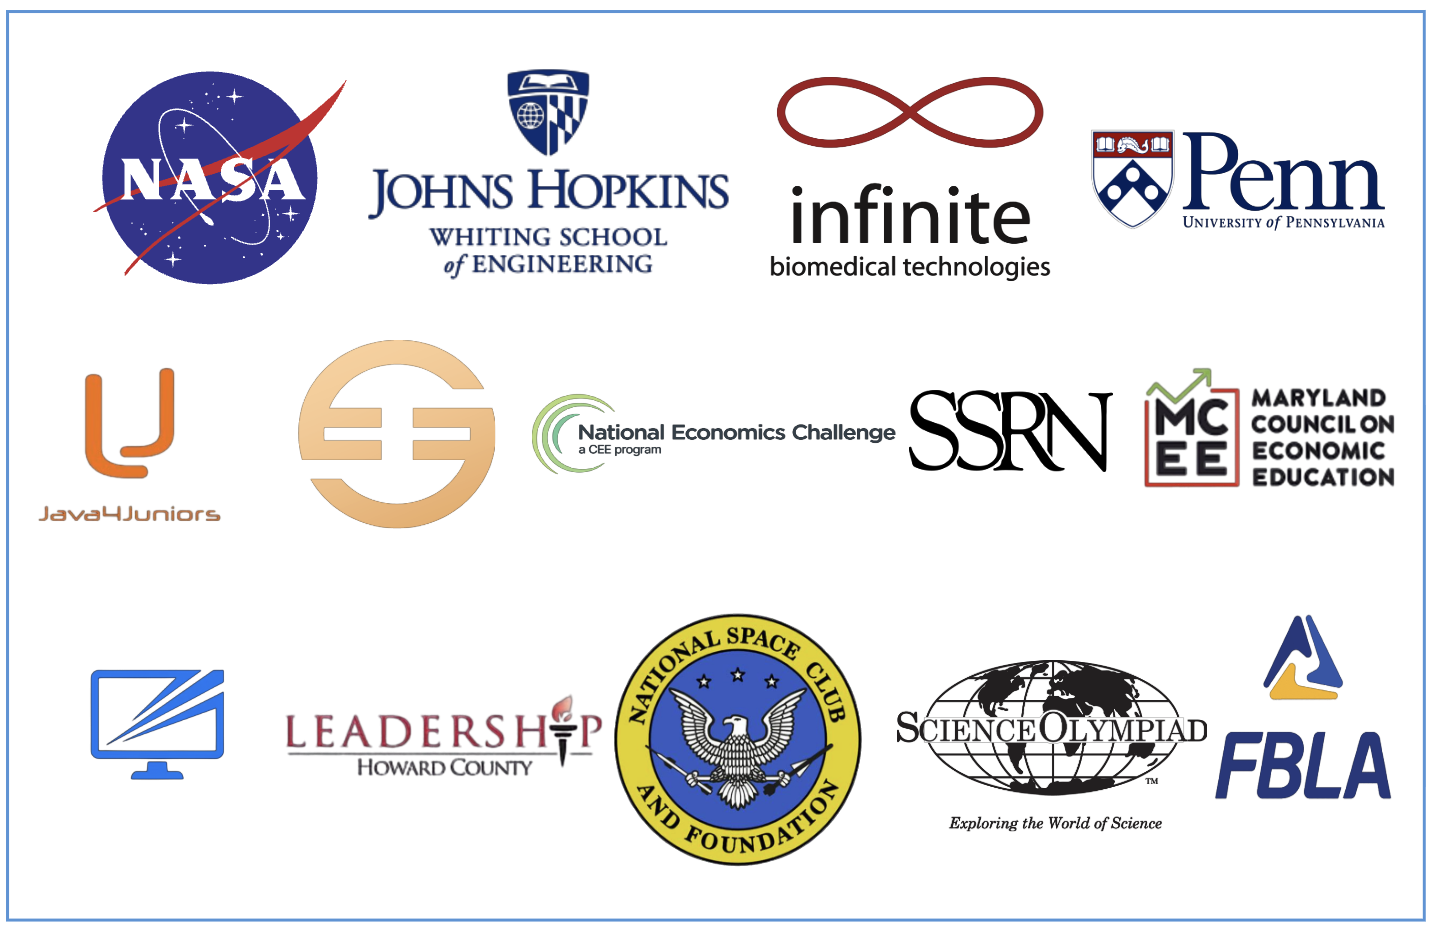 NASA
JOHNS HOPKINS
WHITING SCHOOL
of ENGINEERING
infinite
biomedical technologies
Penn
UNIVERSITY of PENNSYLVANIA
Java4Juniors
National Economics Challenge
a CEE program
SSRN
MC
EE
MARYLAND
COUNCIL ON
ECONOMIC
EDUCATION
LEADERSHIP
HOWARD COUNTY
NATIONAL SPACE CLUB
AND FOUNDATION
SCIENCE OLYMPIAD
TM
Exploring the World of Science
FBLA